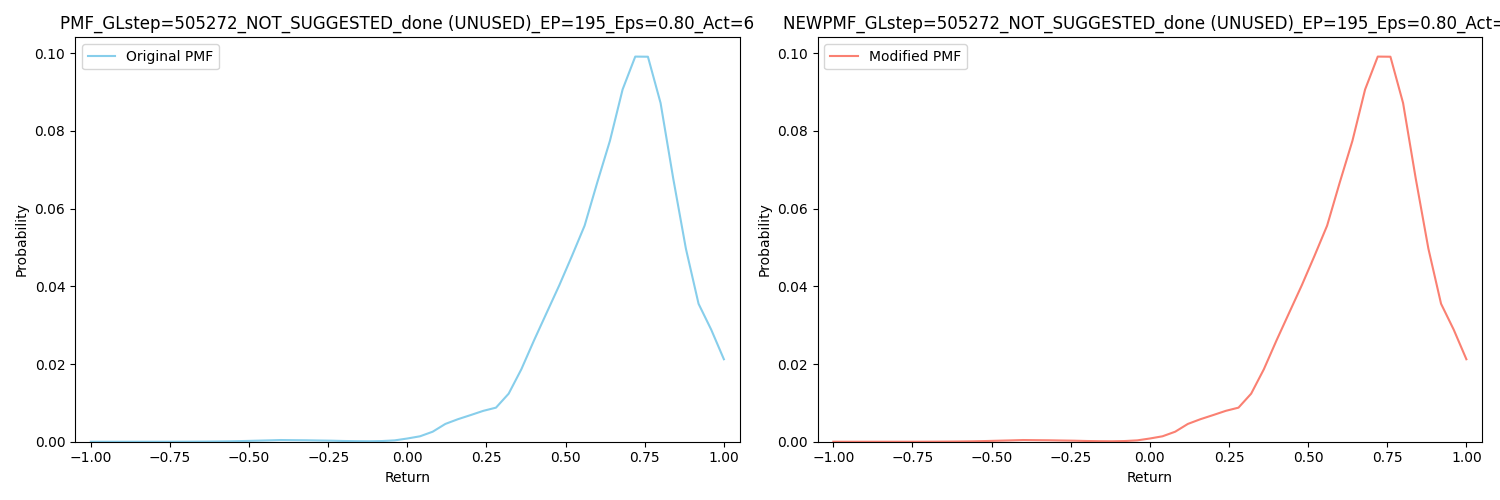 PMF_GLstep=505272_NOT_SUGGESTED_done (UNUSED)_EP=195_Eps=0.80_Act=6
Original PMF
0.10
0.08
0.06
0.04
0.02
0.00
Probability
−1.00 −0.75 −0.50 −0.25 0.00 0.25 0.50 0.75 1.00
Return
NEWPMF_GLstep=505272_NOT_SUGGESTED_done (UNUSED)_EP=195_Eps=0.80_Act=
Modified PMF
0.10
0.08
0.06
0.04
0.02
0.00
Probability
−1.00 −0.75 −0.50 −0.25 0.00 0.25 0.50 0.75 1.00
Return